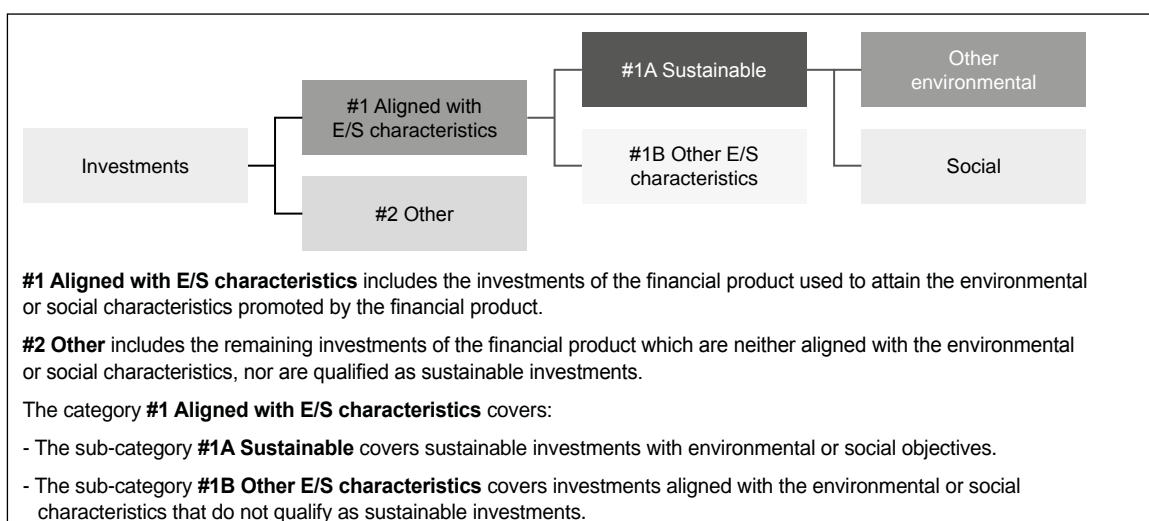 Investments
#1 Aligned with
E/S characteristics
#2 Other
#1A Sustainable
#1B Other E/S
characteristics
Other
environmental
Social
#1 Aligned with E/S characteristics includes the investments of the financial product used to attain the environmental
or social characteristics promoted by the financial product.
#2 Other includes the remaining investments of the financial product which are neither aligned with the environmental
or social characteristics, nor are qualified as sustainable investments.
The category #1 Aligned with E/S characteristics covers:
- The sub-category #1A Sustainable covers sustainable investments with environmental or social objectives.
- The sub-category #1B Other E/S characteristics covers investments aligned with the environmental or social
characteristics that do not qualify as sustainable investments.